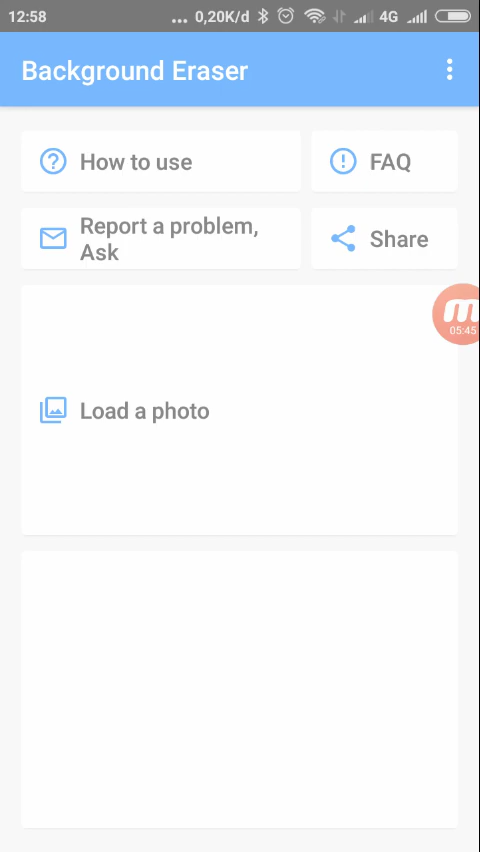 12:58
... 0,20K/d 4G
Background Eraser
How to use
FAQ
Report a problem,
Ask
Share
05:45
Load a photo